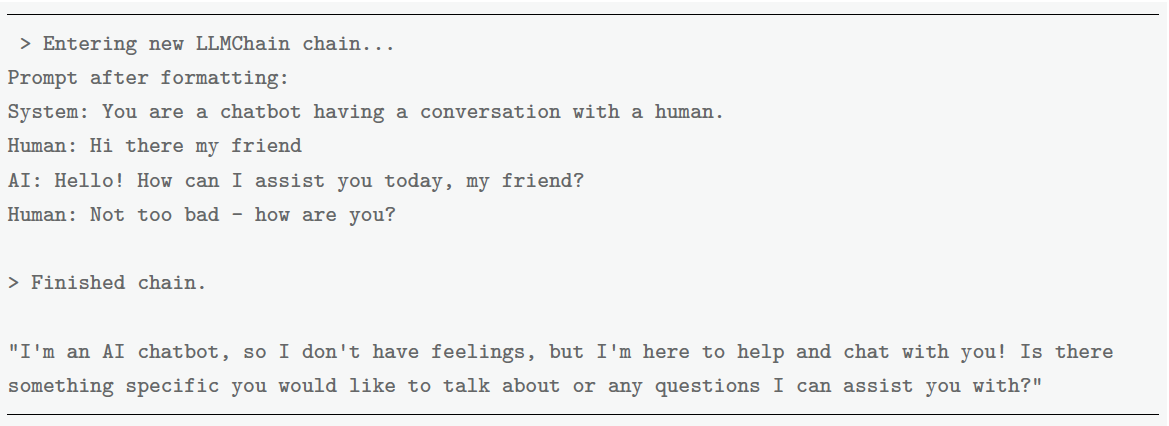 > Entering new LLMChain chain...
Prompt after formatting:
System: You are a chatbot having a conversation with a human.
Human: Hi there my friend
AI: Hello! How can I assist you today, my friend?
Human: Not too bad - how are you?
> Finished chain.
"I'm an AI chatbot, so I don't have feelings, but I'm here to help and chat with you! Is there
something specific you would like to talk about or any questions I can assist you with?"